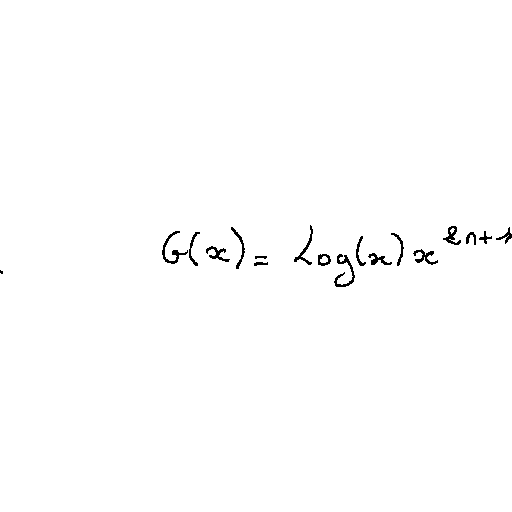 G(x) = Log(x) x^{2n+1}